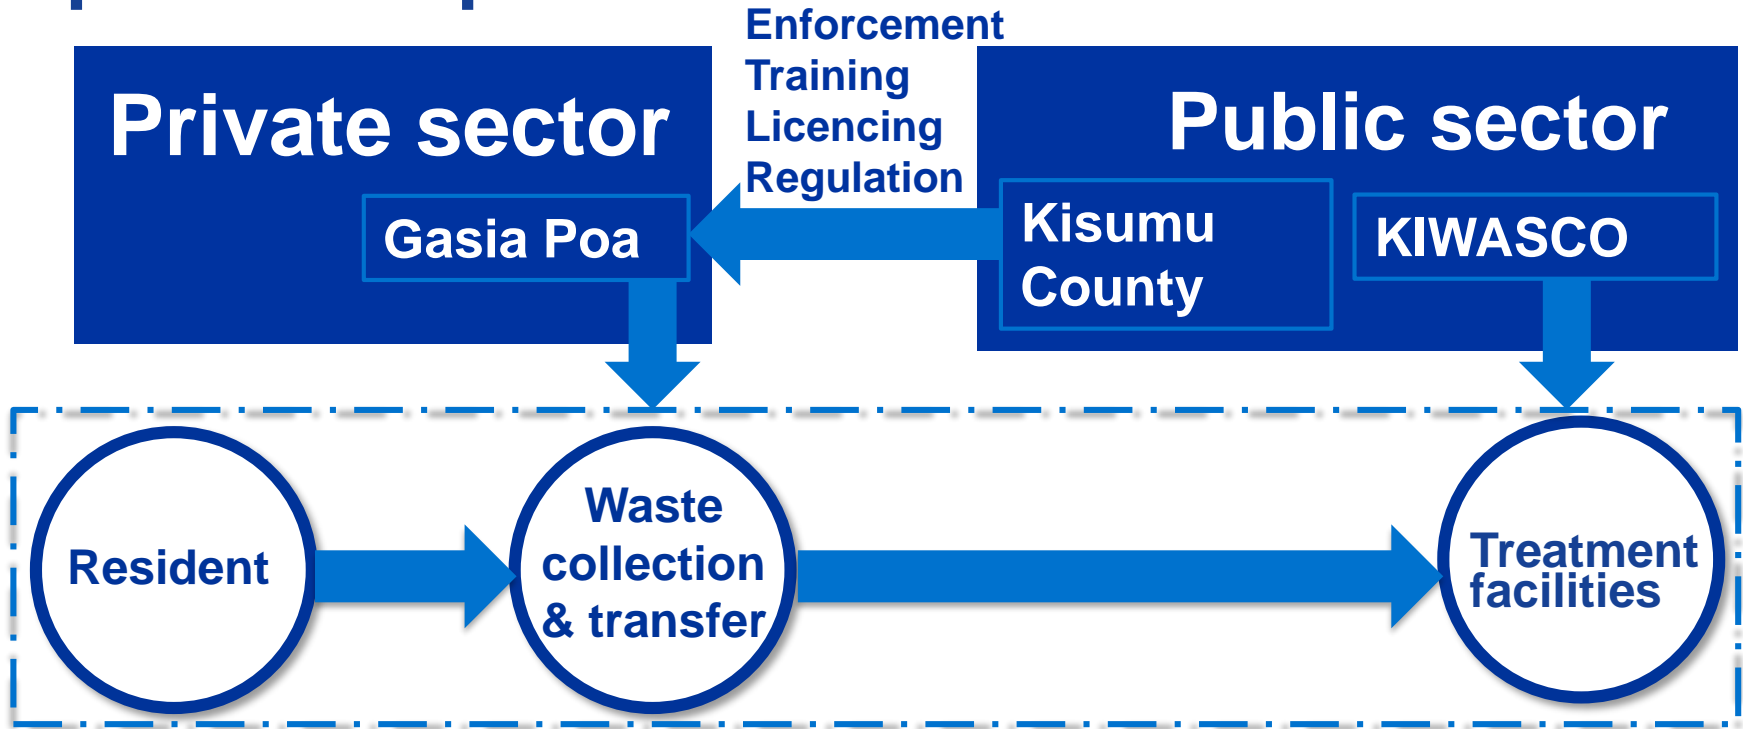 Enforcement
Training
Licencing
Regulation
Private sector
Gasia Poa
Public sector
Kisumu
County
KIWASCO
Resident
Waste
collection
& transfer
Treatment
facilities